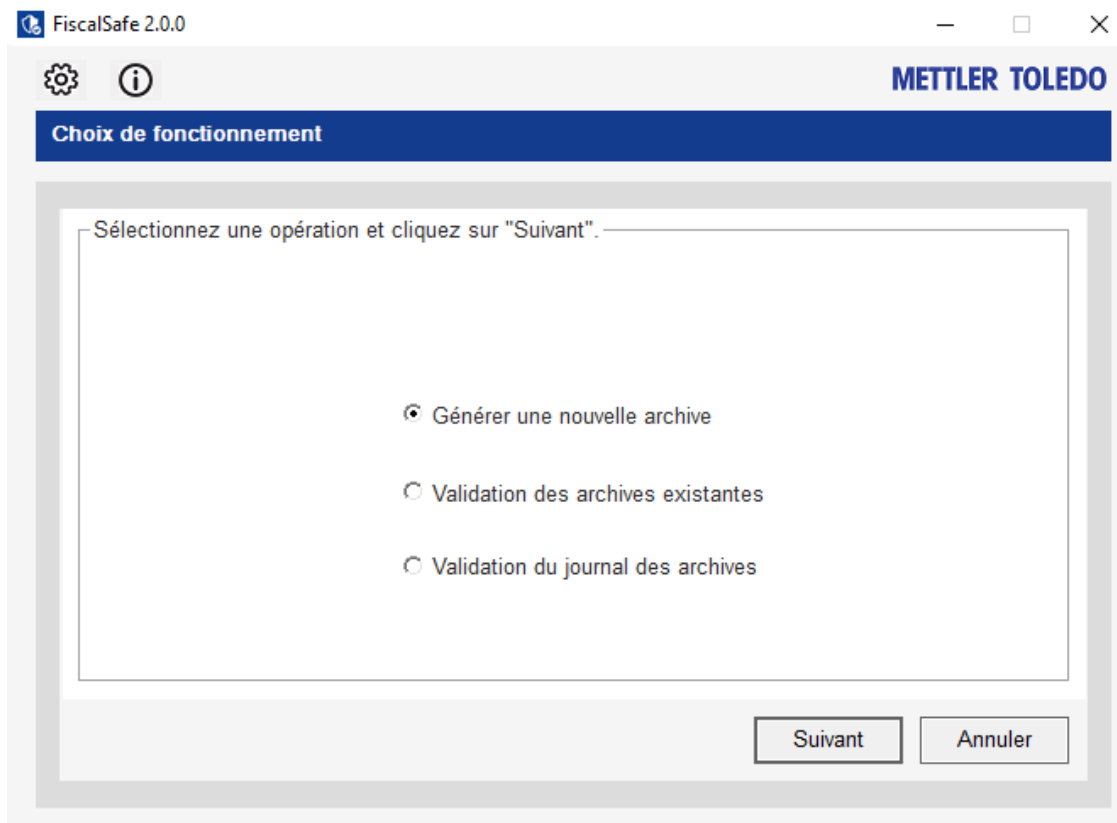 FiscalSafe 2.0.0
METTLER TOLEDO
Choix de fonctionnement
Sélectionnez une opération et cliquez sur "Suivant".
Générer une nouvelle archive
Validation des archives existantes
Validation du journal des archives
Suivant
Annuler